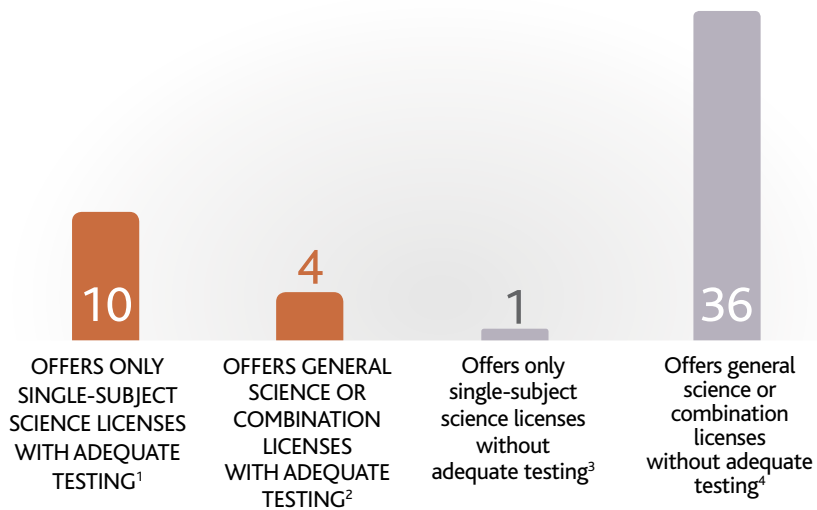 10
4
1
36
OFFERS ONLY
SINGLE-SUBJECT
SCIENCE LICENSES
WITH ADEQUATE
TESTING¹
OFFERS GENERAL
SCIENCE OR
COMBINATION
LICENSES
WITH ADEQUATE
TESTING²
Offers only
single-subject
science licenses
without
adequate testing³
Offers general
science or
combination
licenses
without adequate
testing⁴